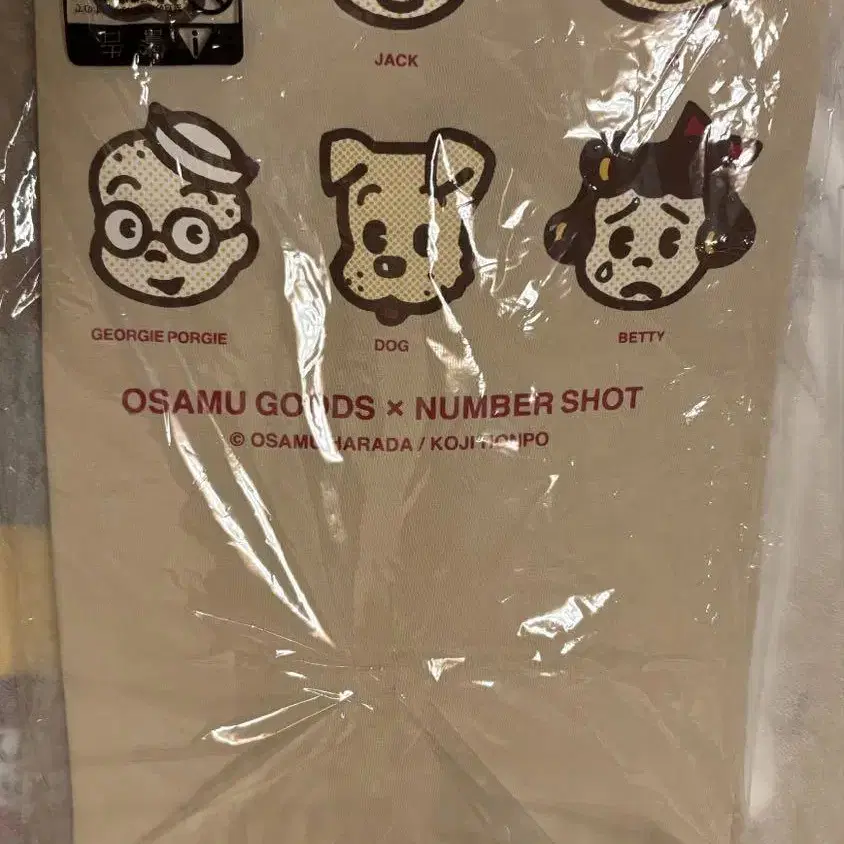 JACK
GEORGIE PORGIE
DOG
BETTY
OSAMU GOODS × NUMBER SHOT
© OSAMU HARADA / KOJI HONPO